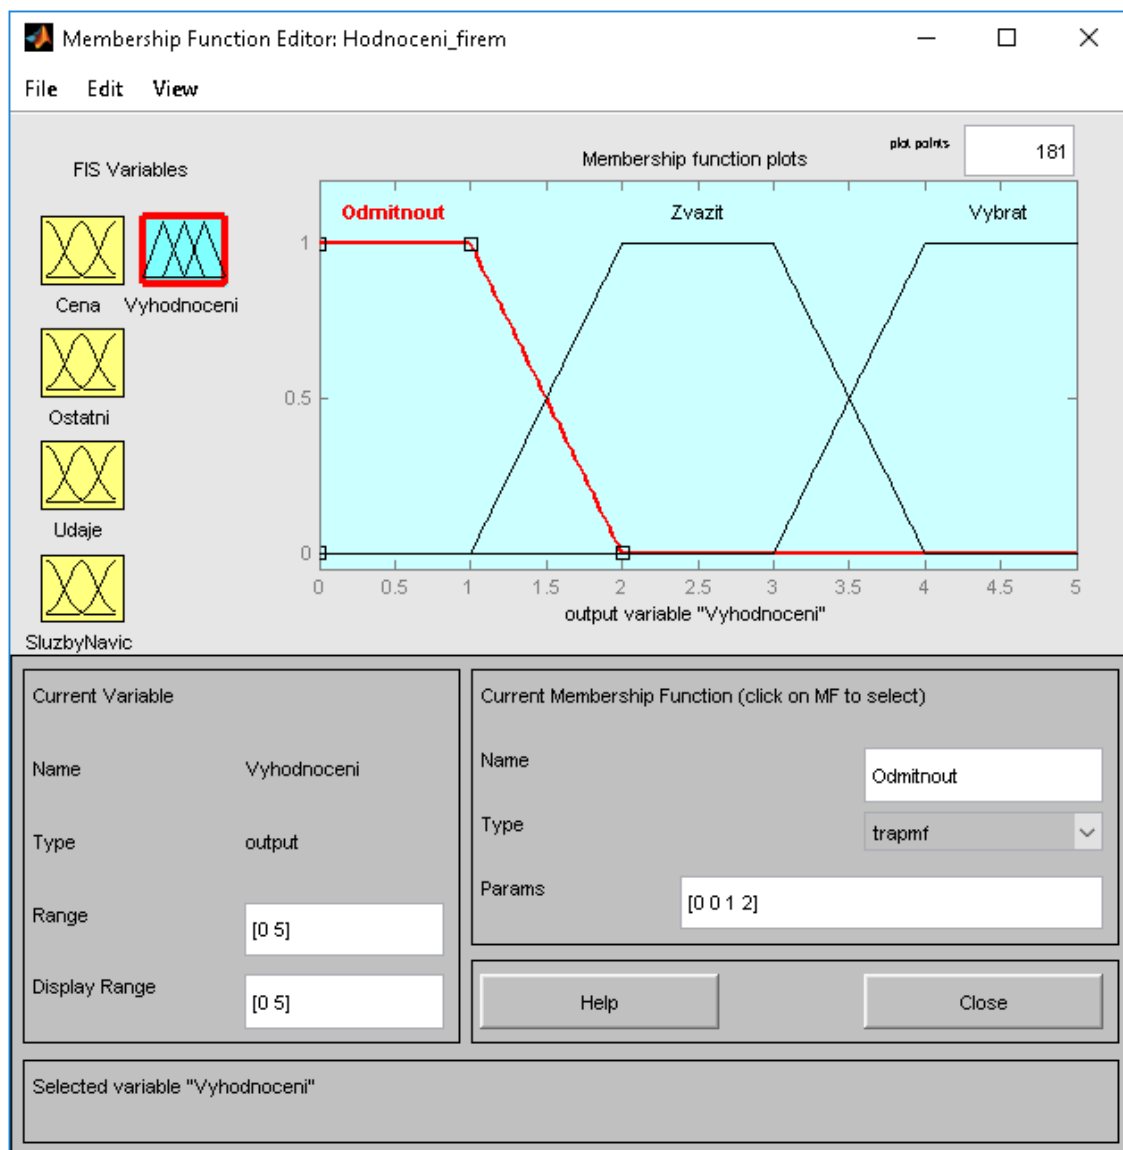 Membership Function Editor: Hodnoceni_firem
File Edit View
FIS Variables
Membership function plots
plot points
181
Cena
Vyhodnoceni
Ostatni
Udaje
SluzbyNavic
Odmitnout
Zvazit
Vybrat
1
0.5
0
0 0.5 1 1.5 2 2.5 3 3.5 4 4.5 5
output variable "Vyhodnoceni"
Current Variable
Name Vyhodnoceni
Type output
Range [0 5]
Display Range [0 5]
Current Membership Function (click on MF to select)
Name Odmitnout
Type trapmf
Params [0 0 1 2]
Help Close
Selected variable "Vyhodnoceni"